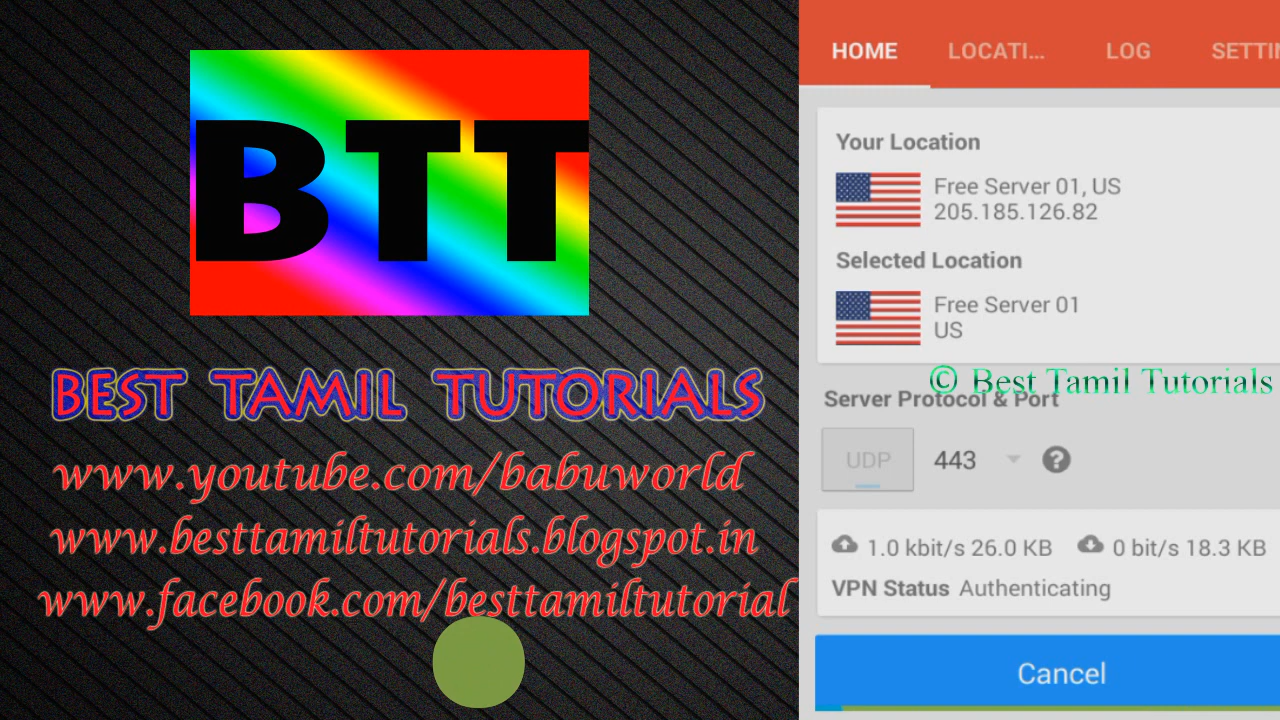 BTT
BEST TAMIL TUTORIALS
www.youtube.com/babuworld
www.besttamiltutorials.blogspot.in
www.facebook.com/besttamiltutorial
HOME LOCATI... LOG SETTIN
Your Location
Free Server 01, US
205.185.126.82
Selected Location
Free Server 01
US
© Best Tamil Tutorials
Server Protocol & Port
UDP 443 ?
1.0 kbit/s 26.0 KB 0 bit/s 18.3 KB
VPN Status Authenticating
Cancel